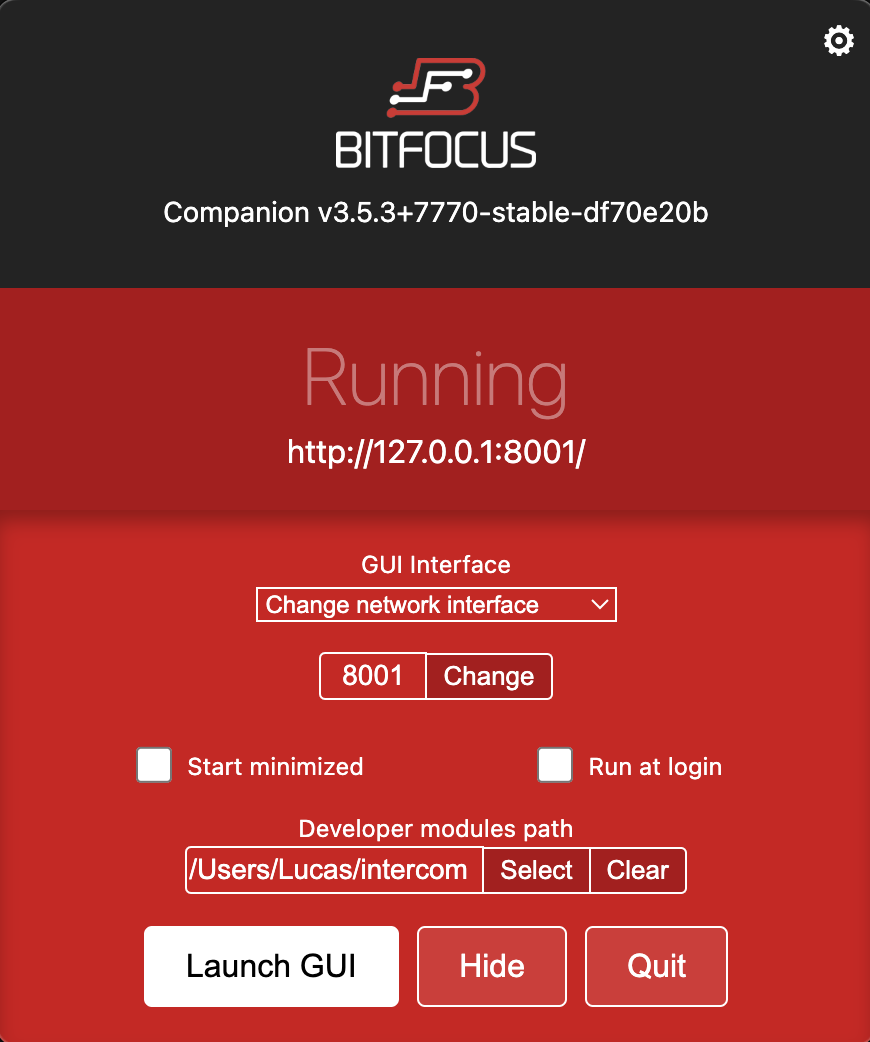 BITFOCUS
Companion v3.5.3+7770-stable-df70e20b
Running
http://127.0.0.1:8001/
GUI Interface
Change network interface
8001 Change
Start minimized Run at login
Developer modules path
/Users/Lucas/intercom Select Clear
Launch GUI Hide Quit